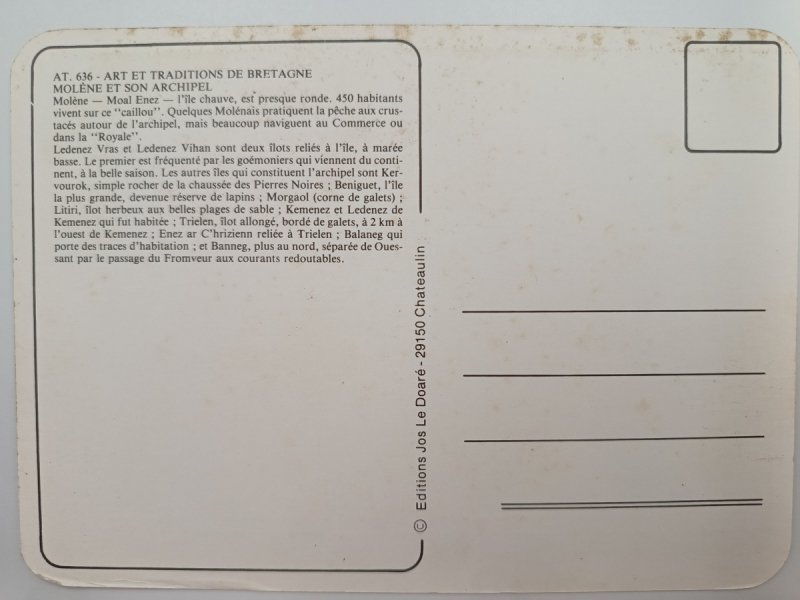 AT. 636 - ART ET TRADITIONS DE BRETAGNE
MOLÈNE ET SON ARCHIPEL
Molène — Moal Enez — l'île chauve, est presque ronde. 450 habitants
vivent sur ce "caillou". Quelques Molénais pratiquent la pêche aux crus-
tacés autour de l'archipel, mais beaucoup naviguent au Commerce ou
dans la "Royale".
Ledenez Vras et Ledenez Vihan sont deux îlots reliés à l'île, à marée
basse. Le premier est fréquenté par les goémoniers qui viennent du conti-
nent, à la belle saison. Les autres îles qui constituent l'archipel sont Ker-
vourok, simple rocher de la chaussée des Pierres Noires ; Beniguet, l'île
la plus grande, devenue réserve de lapins ; Morgaol (corne de galets) ;
Litiri, îlot herbeux aux belles plages de sable ; Kemenez et Ledenez de
Kemenez qui fut habitée ; Trielen, îlot allongé, bordé de galets, à 2 km à
l'ouest de Kemenez ; Enez ar C'hrizienn reliée à Trielen ; Balaneg qui
porte des traces d'habitation ; et Banneg, plus au nord, séparée de Oues-
sant par le passage du Fromveur aux courants redoutables.
© Editions Jos Le Doaré - 29150 Chateaulin